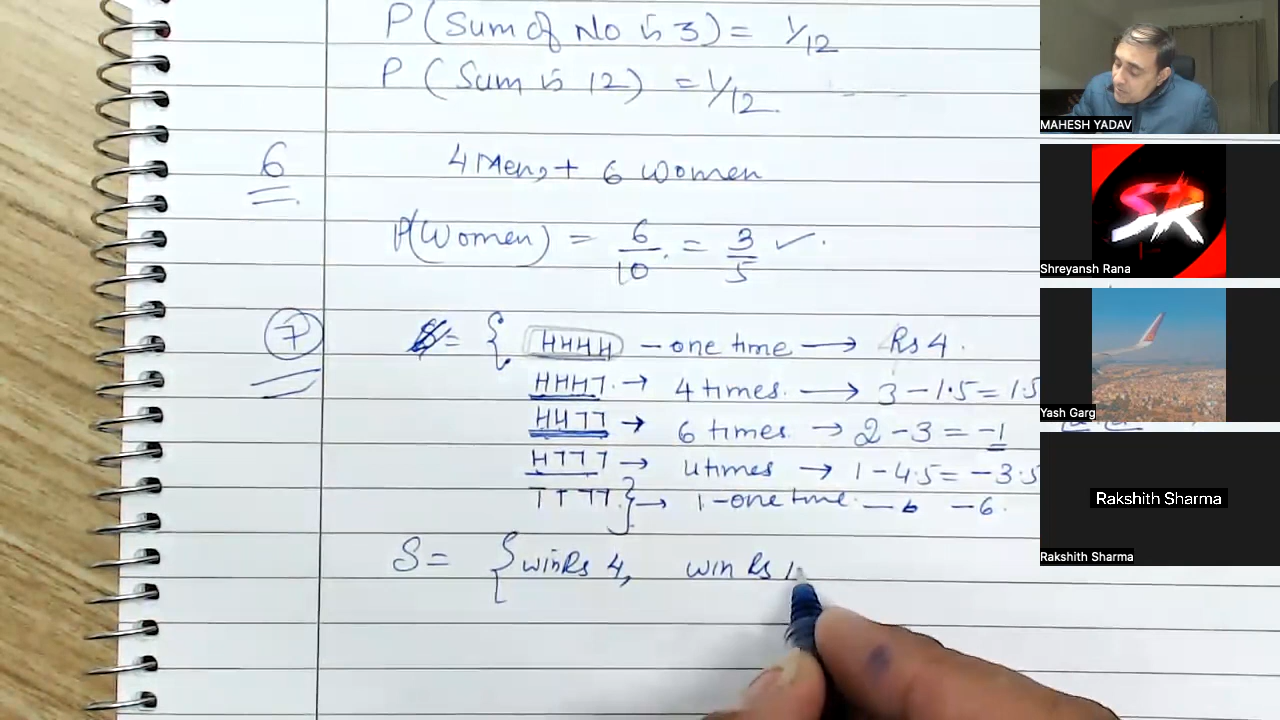 P(Sum of No is 3) = 1/12
P(Sum is 12) = 1/12.
6
4 Men, + 6 Women
P(Women) = 6/10. = 3/5 ✓.
7
S = { HHHH - one time → Rs 4.
HHHT. → 4 times. → 3 - 1.5 = 1.5
HHTT → 6 times. → 2 - 3 = -1
HTTT → 4 times → 1 - 4.5 = -3.5
TTTT.} → 1 - one time. - 6 - 6.
S = { win Rs 4, win Rs 1.
MAHESH YADAV
SR
Shreyansh Rana
Yash Garg
Rakshith Sharma
Rakshith Sharma